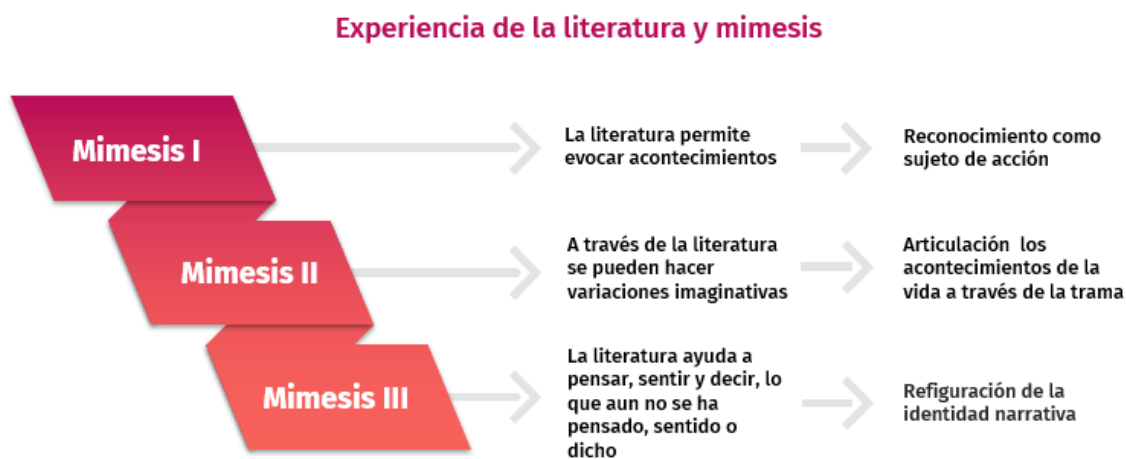 Experiencia de la literatura y mimesis
Mimesis I
La literatura permite
evocar acontecimientos
Reconocimiento como
sujeto de acción
Mimesis II
A través de la literatura
se pueden hacer
variaciones imaginativas
Articulación los
acontecimientos de la
vida a través de la trama
Mimesis III
La literatura ayuda a
pensar, sentir y decir, lo
que aun no se ha
pensado, sentido o
dicho
Refiguración de la
identidad narrativa